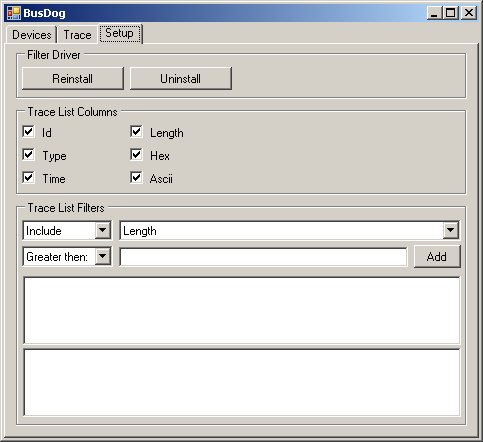 BusDog
Devices Trace Setup
Filter Driver
Reinstall Uninstall
Trace List Columns
Id Length
Type Hex
Time Ascii
Trace List Filters
Include Length
Greater then: Add